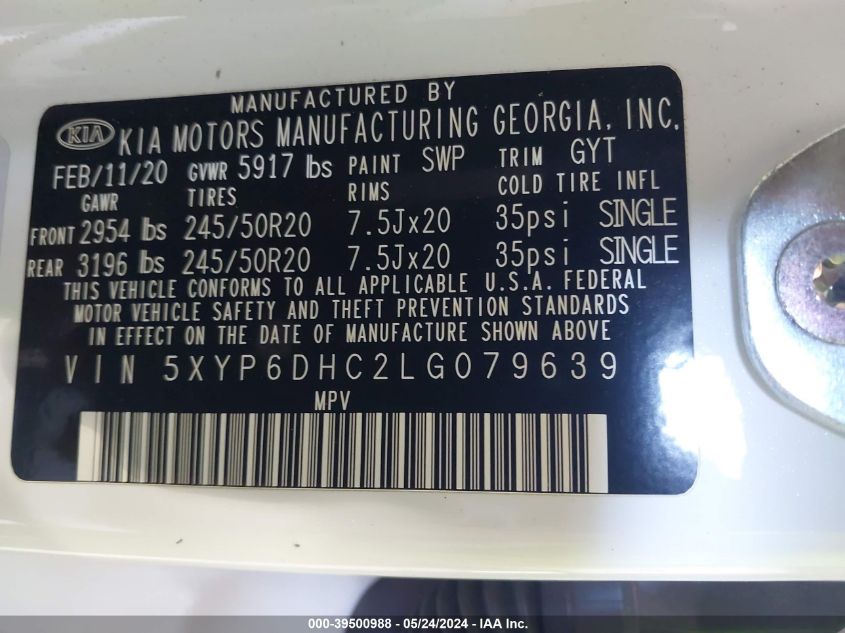 MANUFACTURED BY
KIA KIA MOTORS MANUFACTURING GEORGIA, INC.
FEB/11/20 GVWR 5917 lbs PAINT SWP TRIM GYT
GAWR TIRES RIMS COLD TIRE INFL
FRONT 2954 lbs 245/50R20 7.5Jx20 35psi SINGLE
REAR 3196 lbs 245/50R20 7.5Jx20 35psi SINGLE
THIS VEHICLE CONFORMS TO ALL APPLICABLE U.S.A. FEDERAL
MOTOR VEHICLE SAFETY AND THEFT PREVENTION STANDARDS
IN EFFECT ON THE DATE OF MANUFACTURE SHOWN ABOVE
VIN 5XYP6DHC2LG079639
MPV
000-39500988 - 05/24/2024 - IAA Inc.